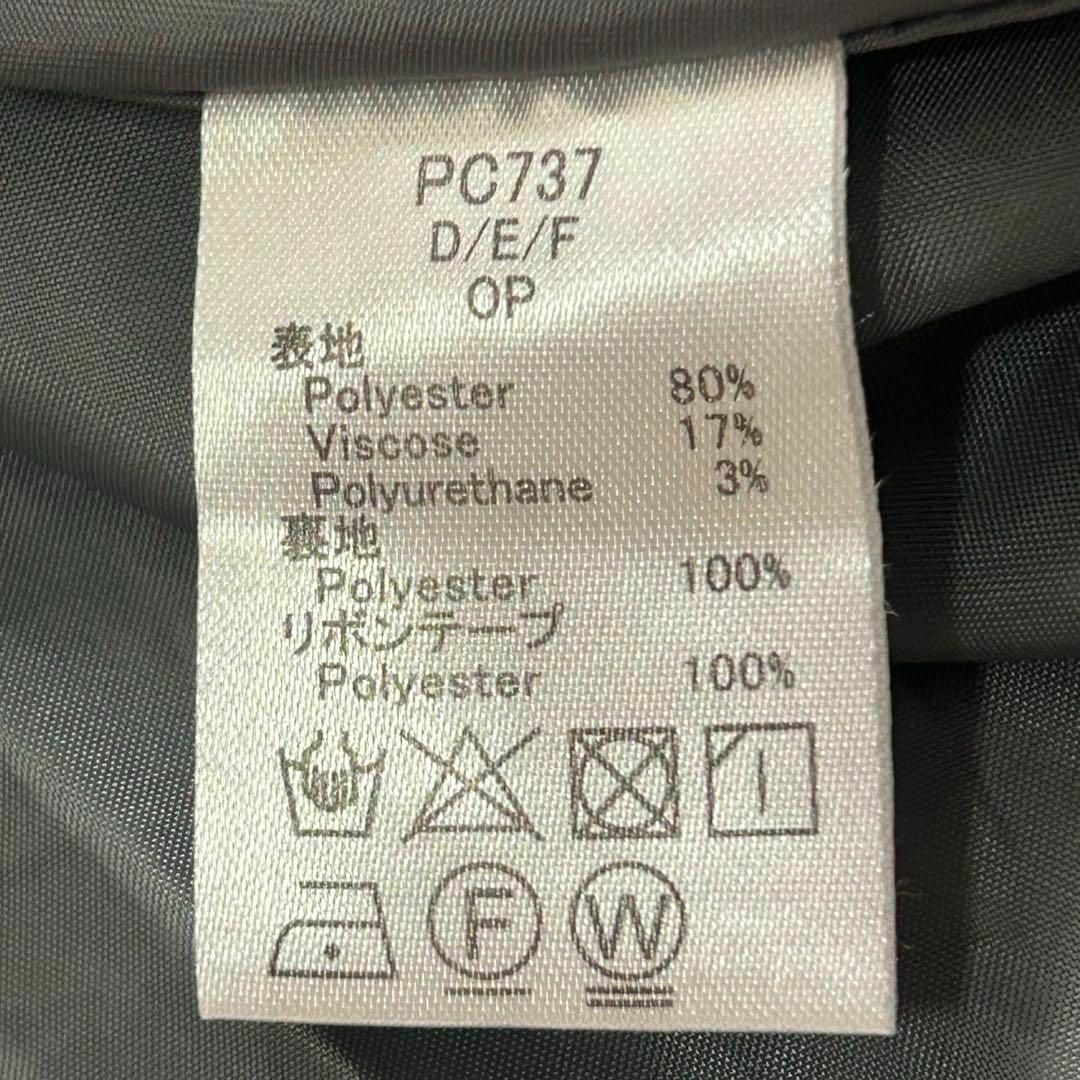 PC737
D/E/F
OP
表地
Polyester 80%
Viscose 17%
Polyurethane 3%
裏地
Polyester 100%
リボンテープ
Polyester 100%
F W